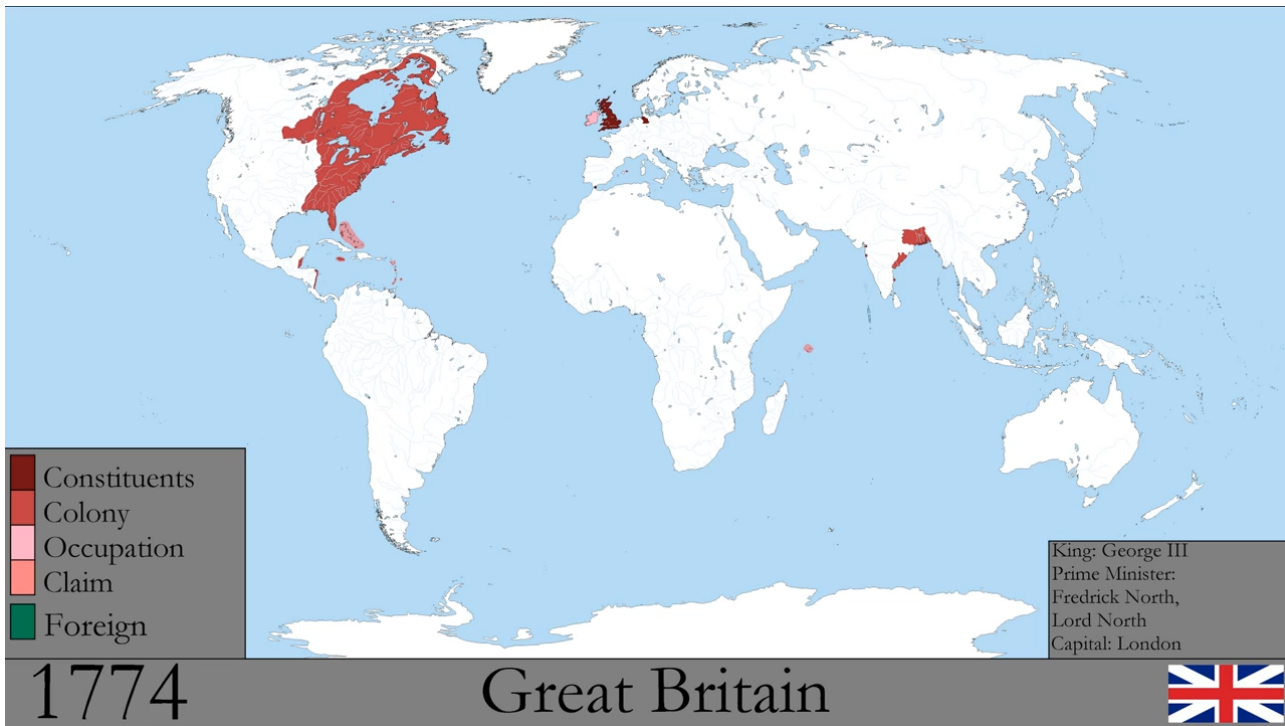 Constituents
Colony
Occupation
Claim
Foreign
King: George III
Prime Minister:
Fredrick North,
Lord North
Capital: London
1774
Great Britain